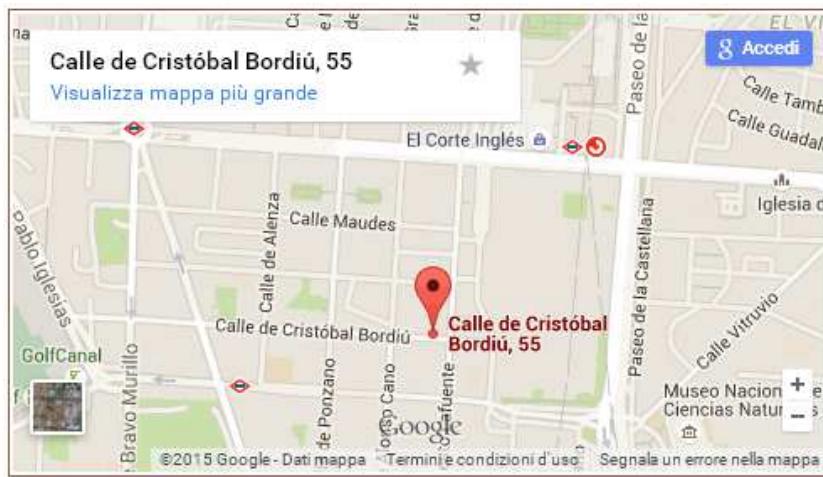 Calle de Cristóbal Bordiú, 55
Visualizza mappa più grande
Accedi
EL VI
Paseo de la
Calle Tamb
Calle Guadal
El Corte Inglés
Iglesia d
Calle Maudes
Calle de Alenza
Pablo Iglesias
Paseo de la Castellana
Calle de Cristóbal Bordiú
Calle de Cristóbal
Bordiú, 55
Calle Vitruvio
GolfCanal
e Bravo Murillo
de Ponzano
Museo Nacion
Ciencias Natur
Google
©2015 Google - Dati mappa
Termini e condizioni d'uso
Segnala un errore nella mappa